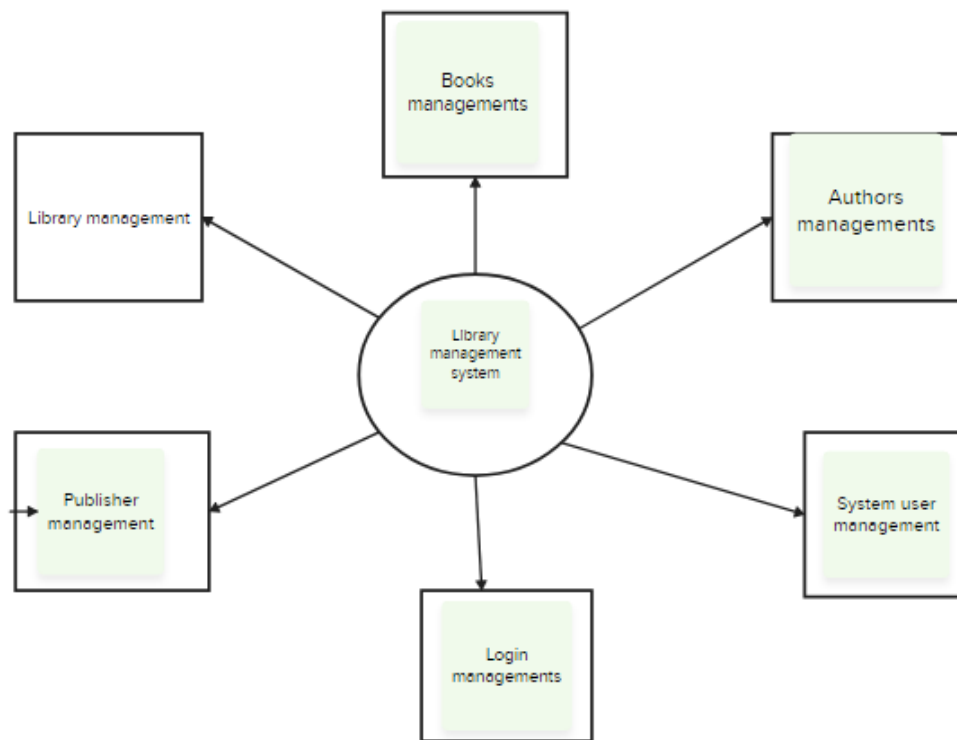 Books
managements
Library management
Authors
managements
Library
management
system
Publisher
management
System user
management
Login
managements